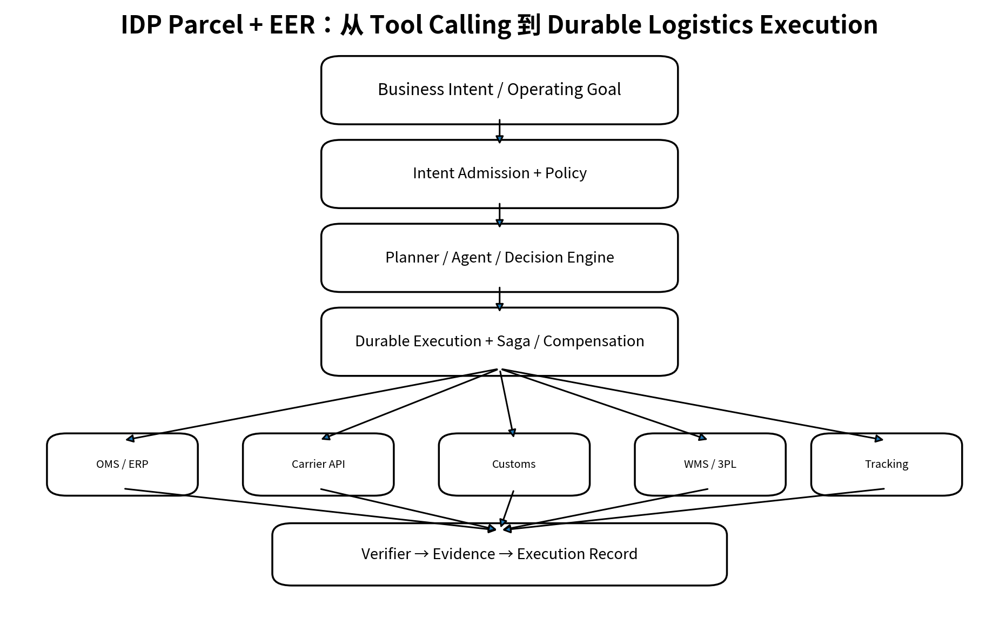 IDP Parcel + EER：从 Tool Calling 到 Durable Logistics Execution
Business Intent / Operating Goal
Intent Admission + Policy
Planner / Agent / Decision Engine
Durable Execution + Saga / Compensation
OMS / ERP
Carrier API
Customs
WMS / 3PL
Tracking
Verifier → Evidence → Execution Record